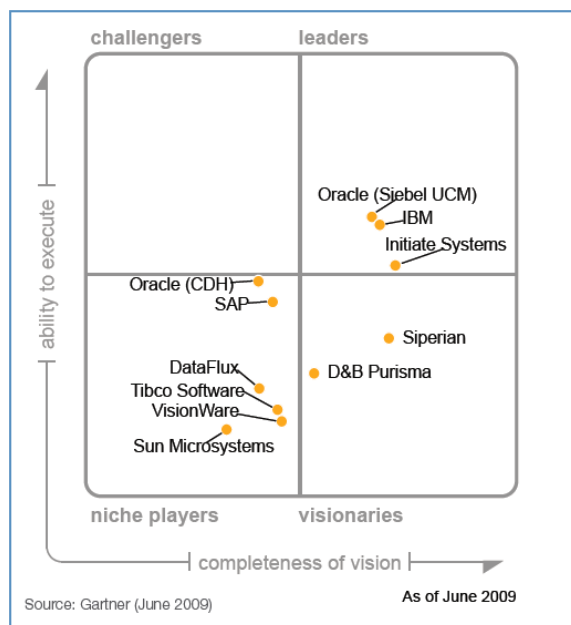 challengers
leaders
ability to execute
Oracle (Siebel UCM)
IBM
Initiate Systems
Oracle (CDH)
SAP
Siperian
D&B Purisma
DataFlux
Tibco Software
VisionWare
Sun Microsystems
niche players
visionaries
completeness of vision
As of June 2009
Source: Gartner (June 2009)